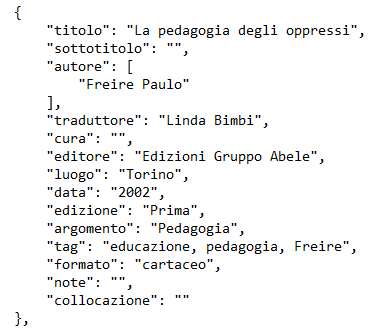 {
"titolo": "La pedagogia degli oppressi",
"sottotitolo": "",
"autore": [
"Freire Paulo"
],
"traduttore": "Linda Bimbi",
"cura": "",
"editore": "Edizioni Gruppo Abele",
"luogo": "Torino",
"data": "2002",
"edizione": "Prima",
"argomento": "Pedagogia",
"tag": "educazione, pedagogia, Freire",
"formato": "cartaceo",
"note": "",
"collocazione": ""
},